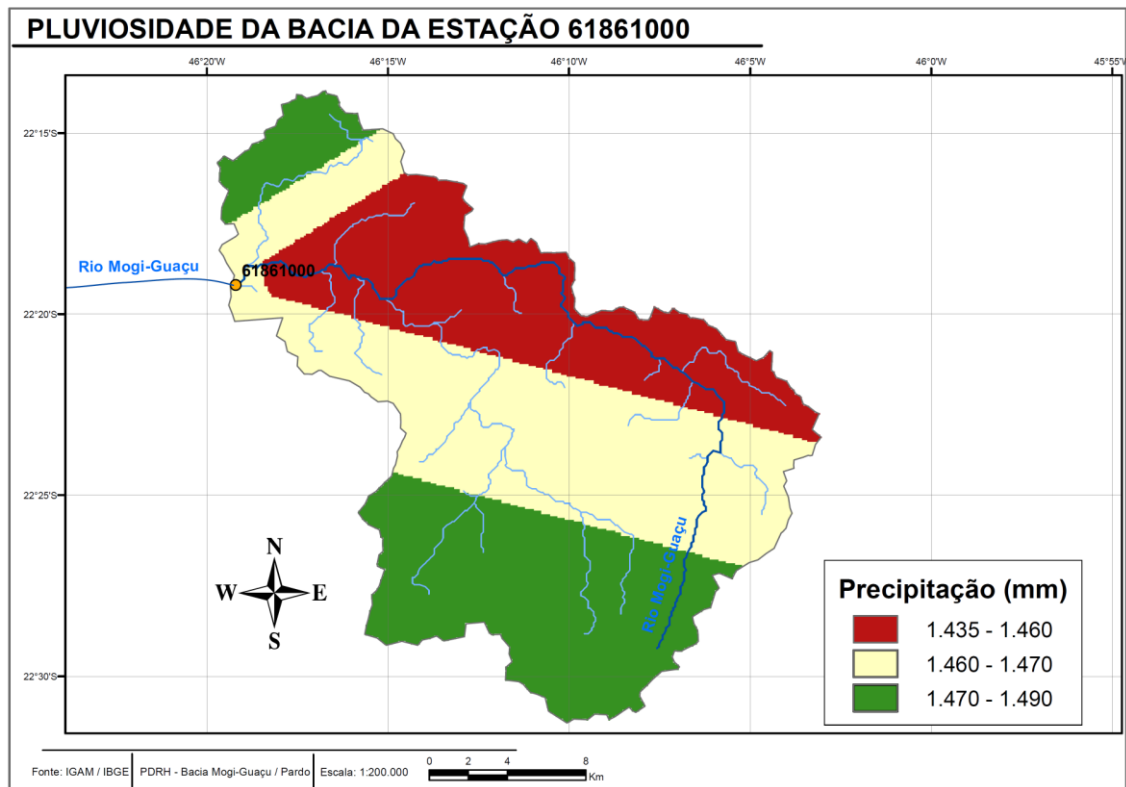 PLUVIOSIDADE DA BACIA DA ESTAÇÃO 61861000
46°20'W 46°15'W 46°10'W 46°5'W 46°0'W 45°55'W
22°15'S
Rio Mogi-Guaçu
61861000
22°20'S
22°25'S
Rio Mogi-Guaçu
N
W E
S
22°30'S
Precipitação (mm)
1.435 - 1.460
1.460 - 1.470
1.470 - 1.490
Fonte: IGAM / IBGE PDRH - Bacia Mogi-Guaçu / Pardo Escala: 1:200.000
0 2 4 8
Km